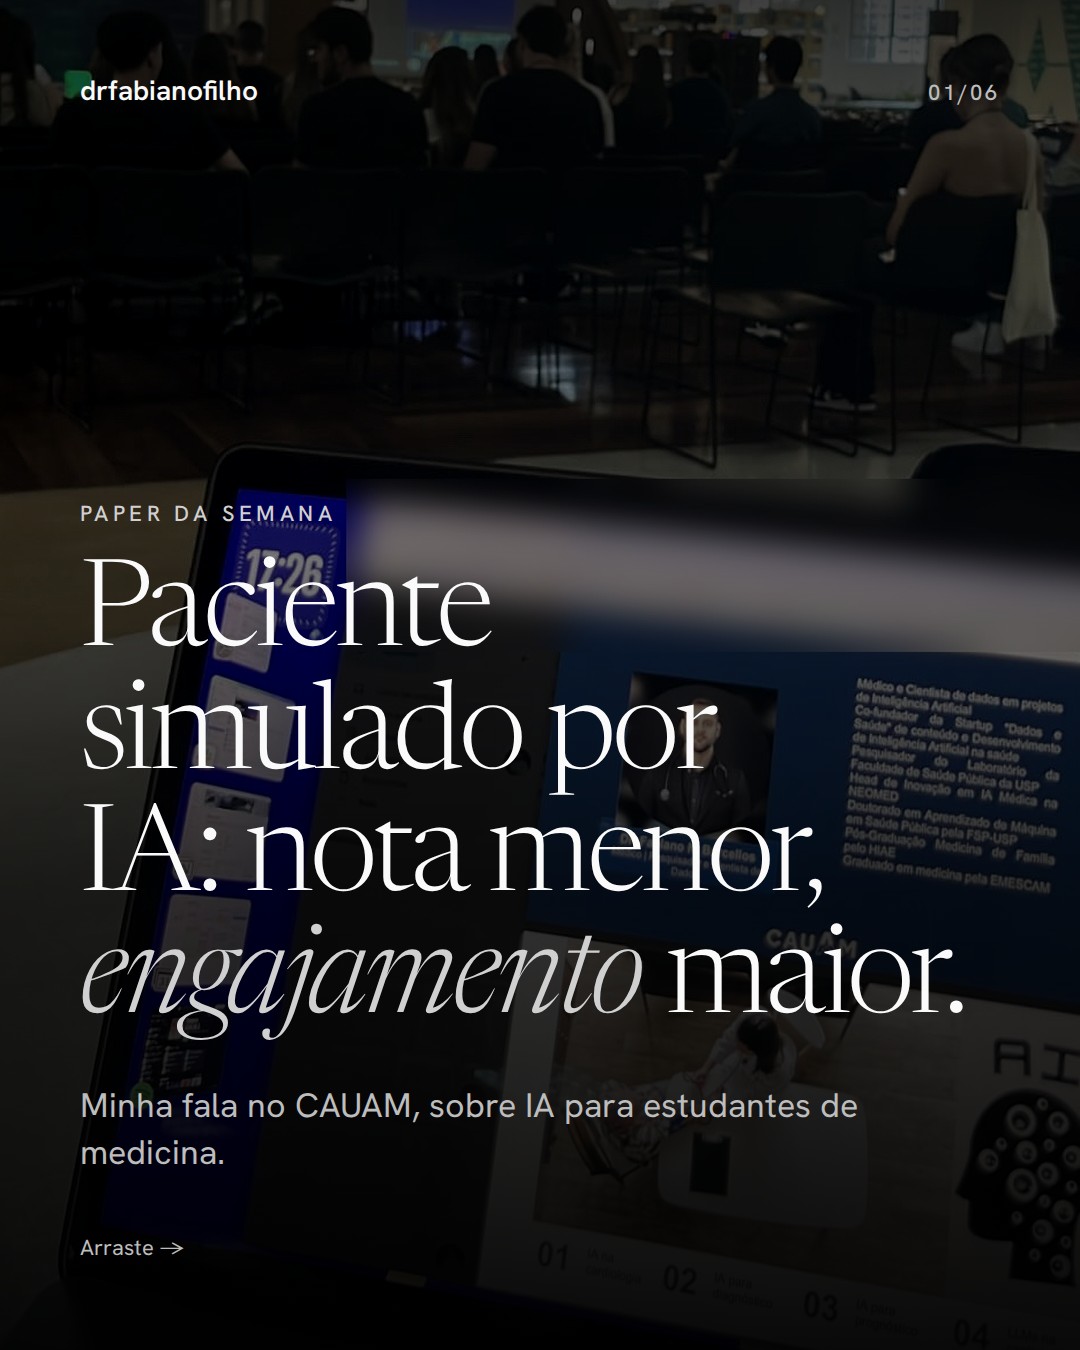 drfabianofilho
01/06
PAPER DA SEMANA
17:26
Paciente
simulado por
IA: nota menor,
engajamento maior.
Médico e Cientista de dados em projetos
de Inteligência Artificial
Co-fundador da Startup "Dados e
Saúde" de conteúdo e Desenvolvimento
de Inteligência Artificial na saúde
Pesquisador do Laboratório da
Faculdade de Saúde Pública da USP
Head de Inovação em IA Médica na
NEOMED
Doutorado em Aprendizado de Máquina
em Saúde Pública pela FSP-USP
Pós-Graduação Medicina de Família
pelo HIAE
Graduado em medicina pela EMESCAM
CAUAM
AI
Minha fala no CAUAM, sobre IA para estudantes de
medicina.
Arraste →
01
02
03
04